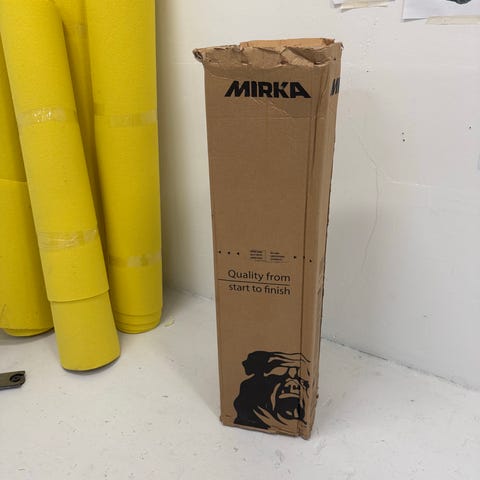 MIRKA
Quality from
start to finish